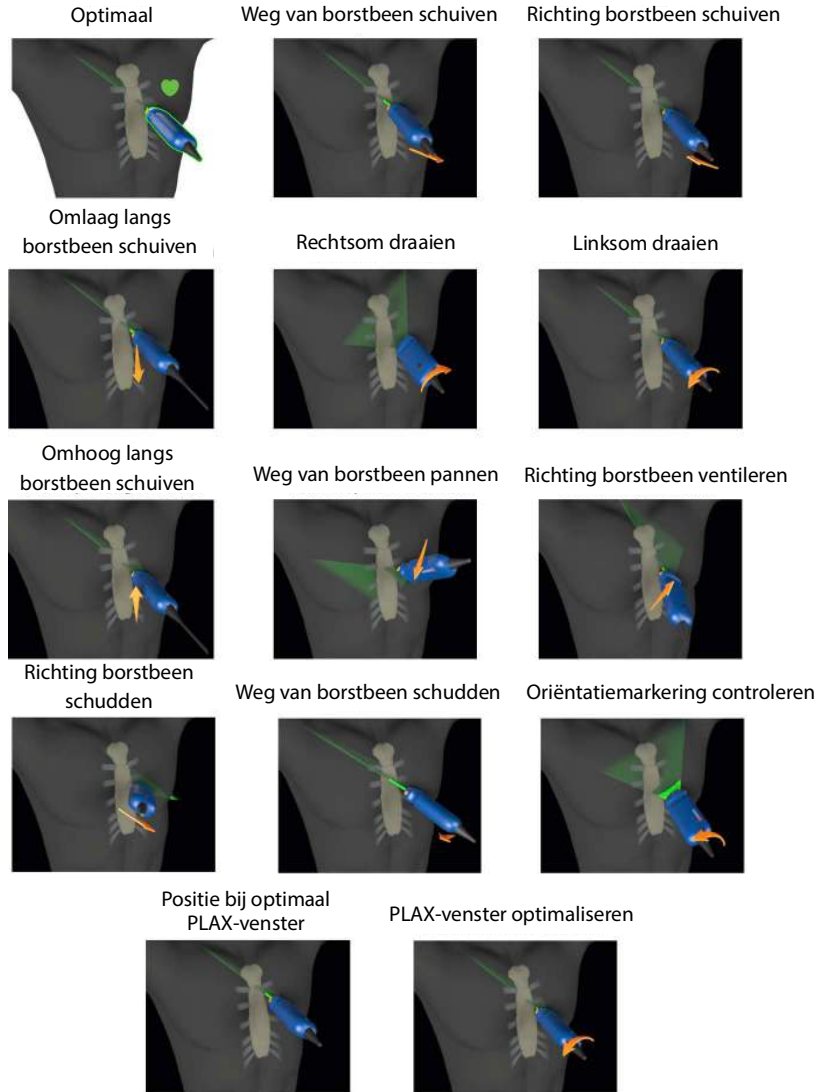 Optimaal
Weg van borstbeen schuiven
Richting borstbeen schuiven
Omlaag langs
borstbeen schuiven
Rechtsom draaien
Linksom draaien
Omhoog langs
borstbeen schuiven
Weg van borstbeen pannen
Richting borstbeen ventileren
Richting borstbeen
schudden
Weg van borstbeen schudden
Oriëntatiemarkering controleren
Positie bij optimaal
PLAX-venster
PLAX-venster optimaliseren